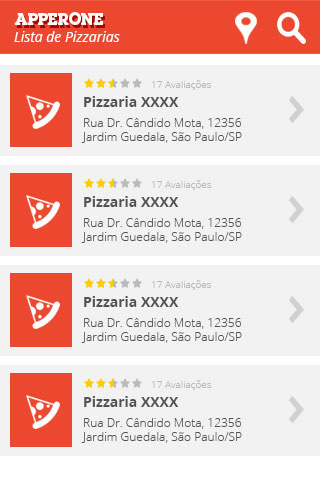 APPERONE
Lista de Pizzarias
17 Avaliações
Pizzaria XXXX
Rua Dr. Cândido Mota, 12356
Jardim Guedala, São Paulo/SP
17 Avaliações
Pizzaria XXXX
Rua Dr. Cândido Mota, 12356
Jardim Guedala, São Paulo/SP
17 Avaliações
Pizzaria XXXX
Rua Dr. Cândido Mota, 12356
Jardim Guedala, São Paulo/SP
17 Avaliações
Pizzaria XXXX
Rua Dr. Cândido Mota, 12356
Jardim Guedala, São Paulo/SP